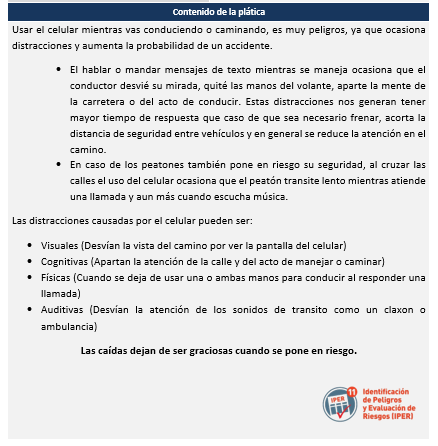 Contenido de la plática
Usar el celular mientras vas conduciendo o caminando, es muy peligros, ya que ocasiona
distracciones y aumenta la probabilidad de un accidente.
• El hablar o mandar mensajes de texto mientras se maneja ocasiona que el
conductor desvié su mirada, quité las manos del volante, aparte la mente de
la carretera o del acto de conducir. Estas distracciones nos generan tener
mayor tiempo de respuesta que caso de que sea necesario frenar, acorta la
distancia de seguridad entre vehículos y en general se reduce la atención en el
camino.
• En caso de los peatones también pone en riesgo su seguridad, al cruzar las
calles el uso del celular ocasiona que el peatón transite lento mientras atiende
una llamada y aun más cuando escucha música.
Las distracciones causadas por el celular pueden ser:
• Visuales (Desvían la vista del camino por ver la pantalla del celular)
• Cognitivas (Apartan la atención de la calle y del acto de manejar o caminar)
• Físicas (Cuando se deja de usar una o ambas manos para conducir al responder una
llamada)
• Auditivas (Desvían la atención de los sonidos de transito como un claxon o
ambulancia)
Las caídas dejan de ser graciosas cuando se pone en riesgo.
IPER
11
Identificación
de Peligros
y Evaluación de
Riesgos (IPER)